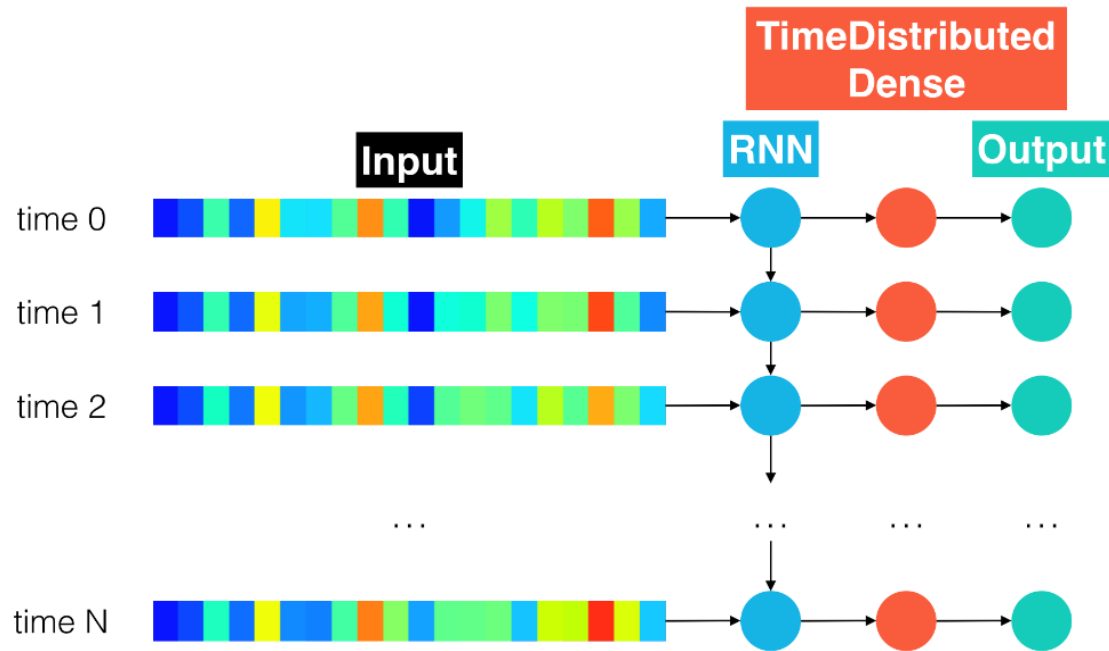 TimeDistributed
Dense
Input
RNN
Output
time 0
time 1
time 2
... ... ... ...
time N